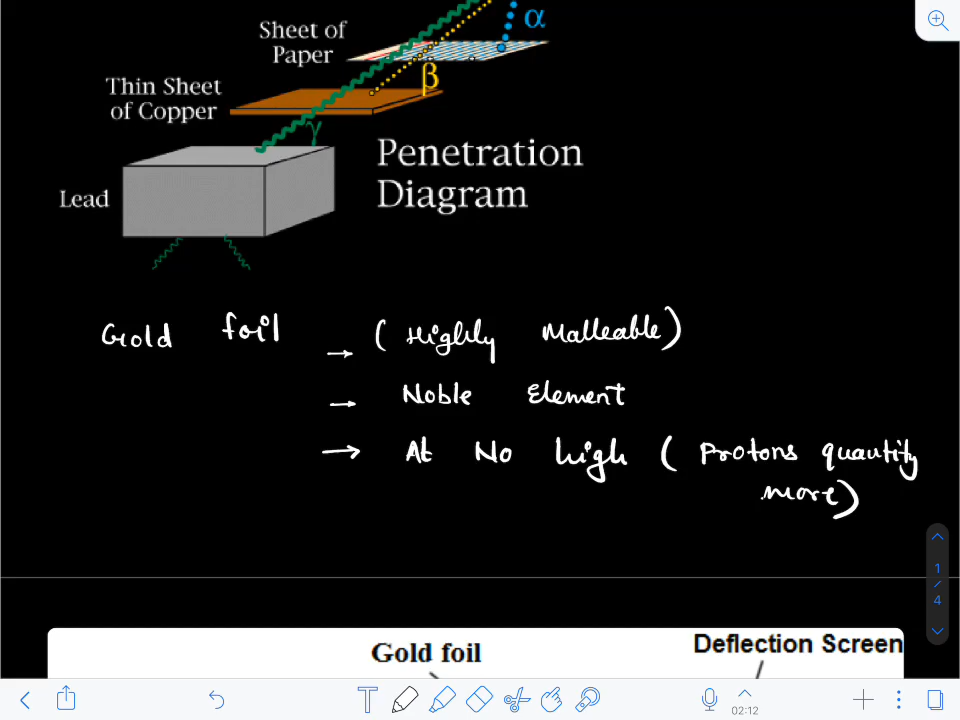 Sheet of
Paper
α
β
Thin Sheet
of Copper
γ
Penetration
Diagram
Lead
Gold foil → (Highly Malleable)
→ Noble Element
→ At No high (Protons quantity
more)
1
/
4
Gold foil
Deflection Screen
T
02:12